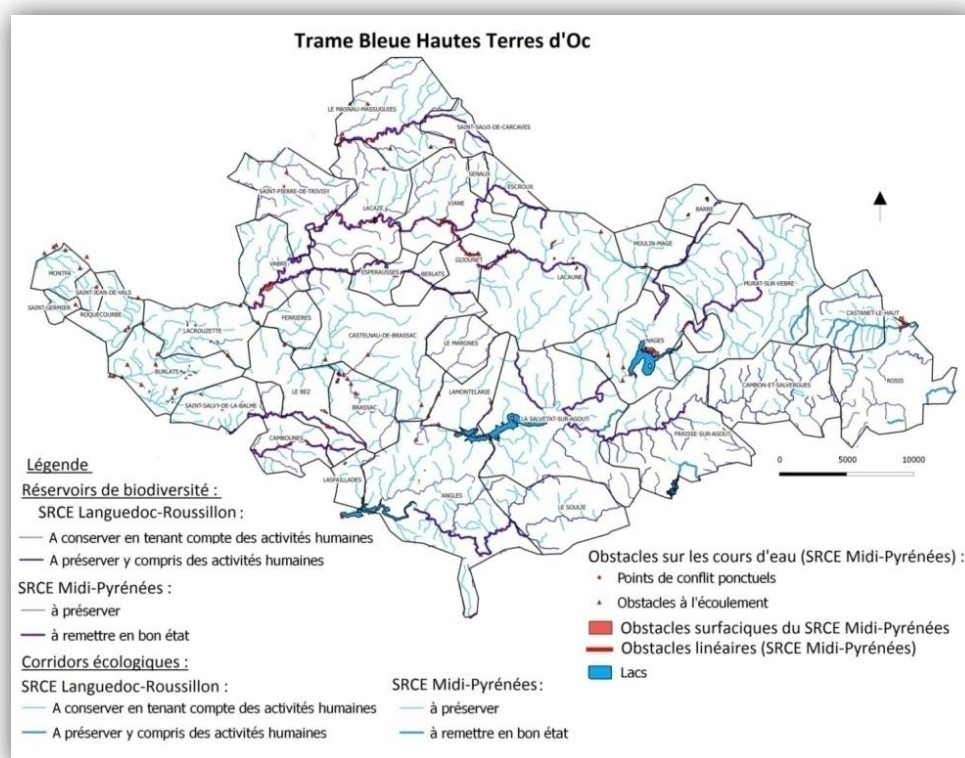 Trame Bleue Hautes Terres d'Oc
LE MASNAU-MASSUGUIES
SAINT-SALVI-DE-CARCAVES
SENAUX
ESCROUX
SAINT-PIERRE-DE-TRIVISY
LACAZE
VIANE
BARRE
MOULIN-MAGE
GIJOUNET
VABRE
ESPERAUSSES
BERLATS
LACAUNE
MURAT-SUR-VEBRE
MONTFA
SAINT-JEAN-DE-VALS
SAINT-GERMIER
ROQUECOURBE
LACROUZETTE
FERRIERES
CASTELNAU-DE-BRASSAC
LE MARGNES
NAGES
CASTANET-LE-HAUT
BURLATS
LE BEZ
LAMONTELARIE
CAMBON-ET-SALVERGUES
ROSIS
SAINT-SALVY-DE-LA-BALME
BRASSAC
LA SALVETAT-SUR-AGOUT
CAMBOUNES
FRAISSE-SUR-AGOUT
LASFAILLADES
ANGLES
LE SOULIE
0 5000 10000
Légende
Réservoirs de biodiversité :
SRCE Languedoc-Roussillon :
A conserver en tenant compte des activités humaines
A préserver y compris des activités humaines
SRCE Midi-Pyrénées :
à préserver
à remettre en bon état
Corridors écologiques :
SRCE Languedoc-Roussillon :
A conserver en tenant compte des activités humaines
A préserver y compris des activités humaines
SRCE Midi-Pyrénées :
à préserver
à remettre en bon état
Obstacles sur les cours d'eau (SRCE Midi-Pyrénées) :
Points de conflit ponctuels
Obstacles à l'écoulement
Obstacles surfaciques du SRCE Midi-Pyrénées
Obstacles linéaires (SRCE Midi-Pyrénées)
Lacs